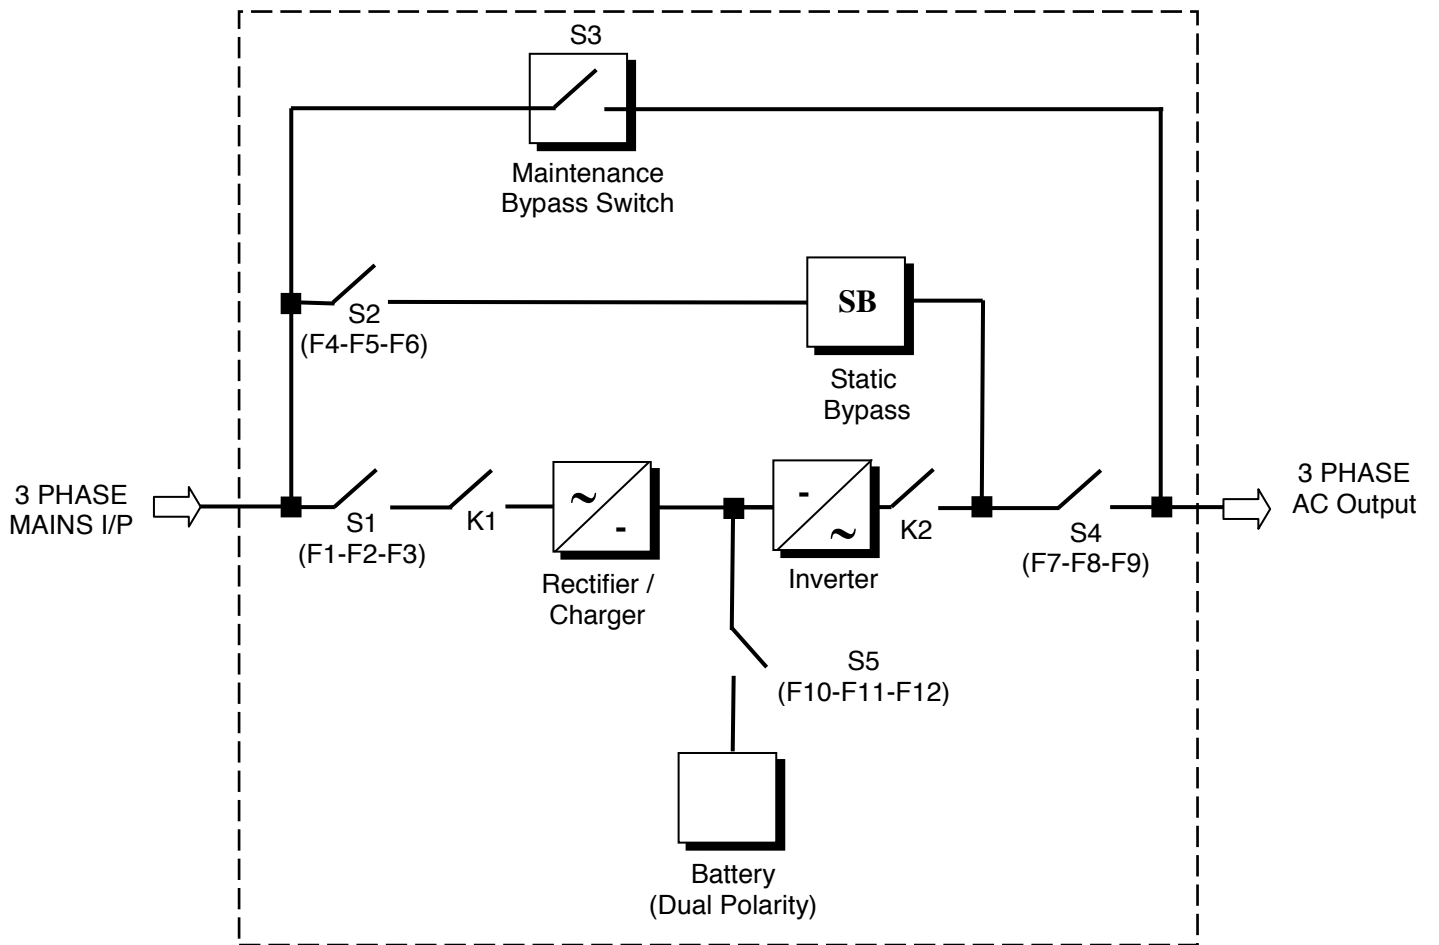 S3
Maintenance
Bypass Switch
S2
(F4-F5-F6)
SB
Static
Bypass
3 PHASE
MAINS I/P
S1
(F1-F2-F3)
K1
~
-
Rectifier /
Charger
-
~
Inverter
K2
S4
(F7-F8-F9)
3 PHASE
AC Output
S5
(F10-F11-F12)
Battery
(Dual Polarity)